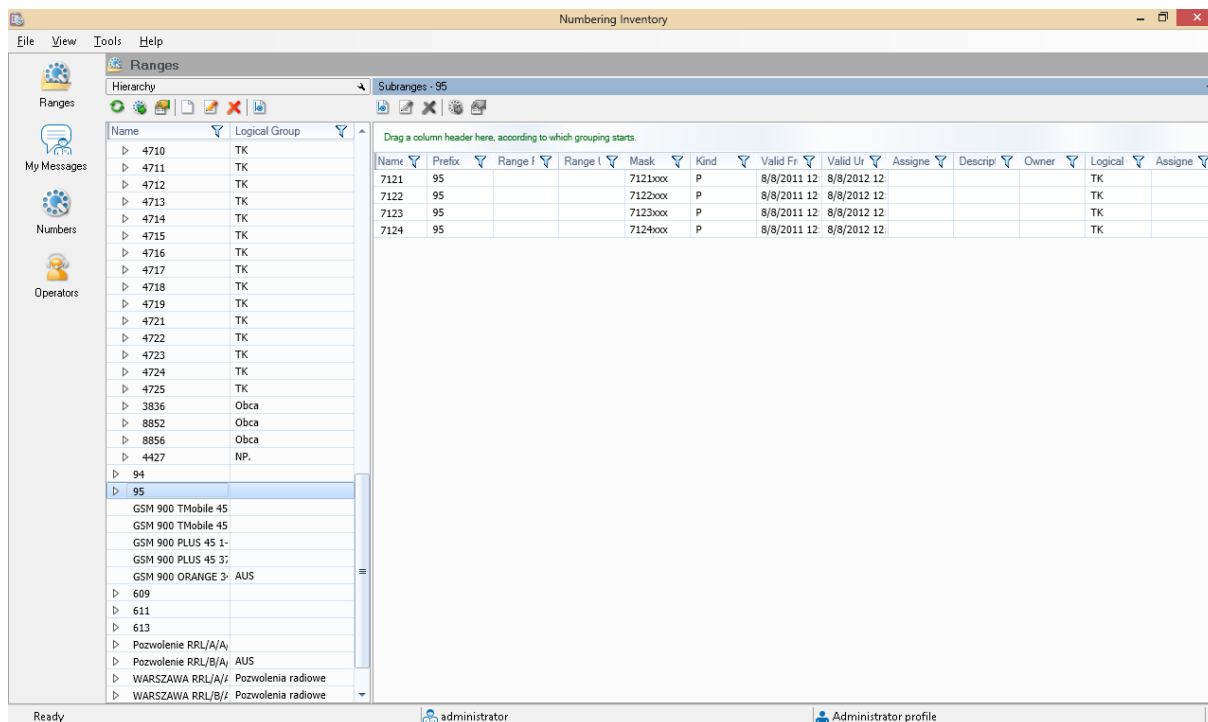 Numbering Inventory
File View Tools Help
Ranges
Ranges
My Messages
Numbers
Operators
Hierarchy
Name Logical Group
4710 TK
4711 TK
4712 TK
4713 TK
4714 TK
4715 TK
4716 TK
4717 TK
4718 TK
4719 TK
4721 TK
4722 TK
4723 TK
4724 TK
4725 TK
3836 Obca
8852 Obca
8856 Obca
4427 NP.
94
95
GSM 900 TMobile 45
GSM 900 TMobile 45
GSM 900 PLUS 45 1-
GSM 900 PLUS 45 37
GSM 900 ORANGE 3- AUS
609
611
613
Pozwolenie RRL/A/A/
Pozwolenie RRL/B/A/ AUS
WARSZAWA RRL/A/ Pozwolenia radiowe
WARSZAWA RRL/B/ Pozwolenia radiowe
Subranges - 95
Drag a column header here, according to which grouping starts.
Name Prefix Range F Range U Mask Kind Valid Fr Valid Ur Assigne Descript Owner Logical Assigne
7121 95 7121xxx P 8/8/2011 12: 8/8/2012 12: TK
7122 95 7122xxx P 8/8/2011 12: 8/8/2012 12: TK
7123 95 7123xxx P 8/8/2011 12: 8/8/2012 12: TK
7124 95 7124xxx P 8/8/2011 12: 8/8/2012 12: TK
Ready administrator Administrator profile